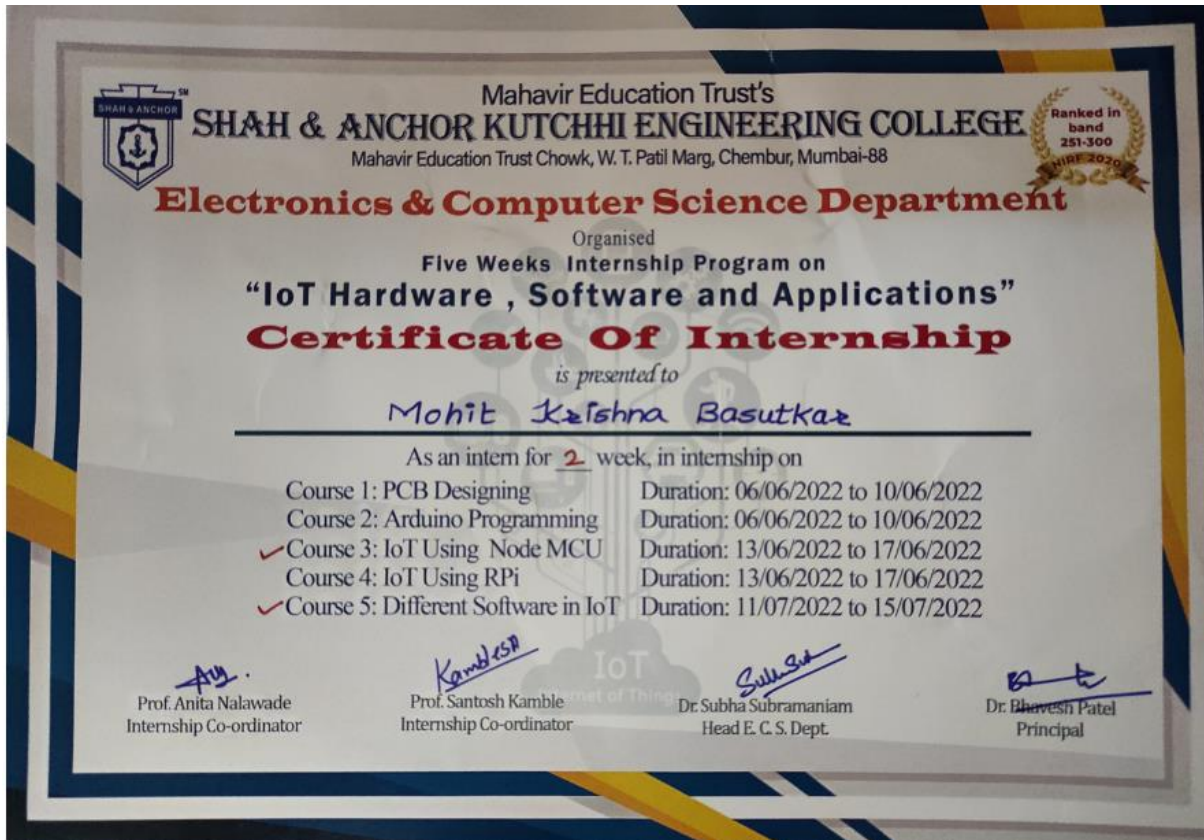 Mahavir Education Trust's
SHAH & ANCHOR
SM
SHAH & ANCHOR KUTCHHI ENGINEERING COLLEGE
Ranked in
band
251-300
NIRF 2020
Mahavir Education Trust Chowk, W. T. Patil Marg, Chembur, Mumbai-88
Electronics & Computer Science Department
Organised
Five Weeks Internship Program on
“IoT Hardware , Software and Applications”
Certificate Of Internship
is presented to
Mohit Krishna Basutkar
As an intern for 2 week, in internship on
Course 1: PCB Designing Duration: 06/06/2022 to 10/06/2022
Course 2: Arduino Programming Duration: 06/06/2022 to 10/06/2022
Course 3: IoT Using Node MCU Duration: 13/06/2022 to 17/06/2022
Course 4: IoT Using RPi Duration: 13/06/2022 to 17/06/2022
Course 5: Different Software in IoT Duration: 11/07/2022 to 15/07/2022
IoT
Internet of Things
Prof. Anita Nalawade
Internship Co-ordinator
Prof. Santosh Kamble
Internship Co-ordinator
Dr. Subha Subramaniam
Head E. C. S. Dept.
Dr. Bhavesh Patel
Principal